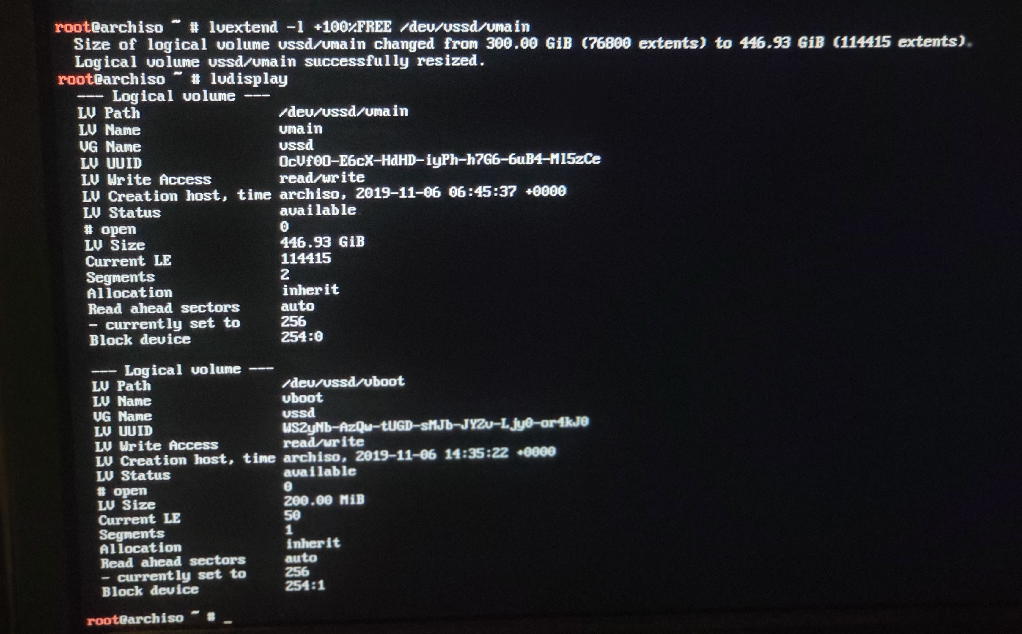 root@archiso ~ # lvextend -l +100%FREE /dev/vssd/vmain
Size of logical volume vssd/vmain changed from 300.00 GiB (76800 extents) to 446.93 GiB (114415 extents).
Logical volume vssd/vmain successfully resized.
root@archiso ~ # lvdisplay
--- Logical volume ---
LV Path /dev/vssd/vmain
LV Name vmain
VG Name vssd
LV UUID OcVf0O-E6cX-HdHD-iyPh-h7G6-6uB4-Ml5zCe
LV Write Access read/write
LV Creation host, time archiso, 2019-11-06 06:45:37 +0000
LV Status available
# open 0
LV Size 446.93 GiB
Current LE 114415
Segments 2
Allocation inherit
Read ahead sectors auto
- currently set to 256
Block device 254:0
--- Logical volume ---
LV Path /dev/vssd/vboot
LV Name vboot
VG Name vssd
LV UUID WS2yNb-AzQw-tUGD-sMJb-JYZv-Ljy0-or4kJ0
LV Write Access read/write
LV Creation host, time archiso, 2019-11-06 14:35:22 +0000
LV Status available
# open 0
LV Size 200.00 MiB
Current LE 50
Segments 1
Allocation inherit
Read ahead sectors auto
- currently set to 256
Block device 254:1
root@archiso ~ # _